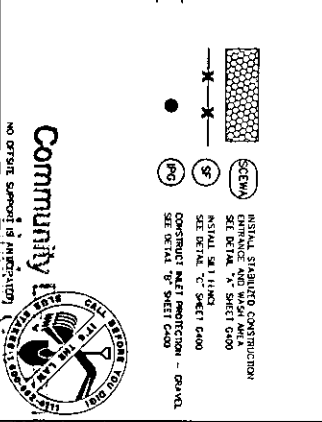 SCEWA
INSTALL STABILIZED CONSTRUCTION
ENTRANCE AND WASH AREA
SEE DETAIL "A" SHEET G400
SF
INSTALL SILT FENCE
SEE DETAIL "C" SHEET G400
IPG
CONSTRUCT INLET PROTECTION - GRAVEL
SEE DETAIL "B" SHEET G400
Community
NO OFFSITE SUPPORT IS ANTICIPATED
CALL BEFORE YOU DIG!
IT'S THE LAW
BLUE STAKES